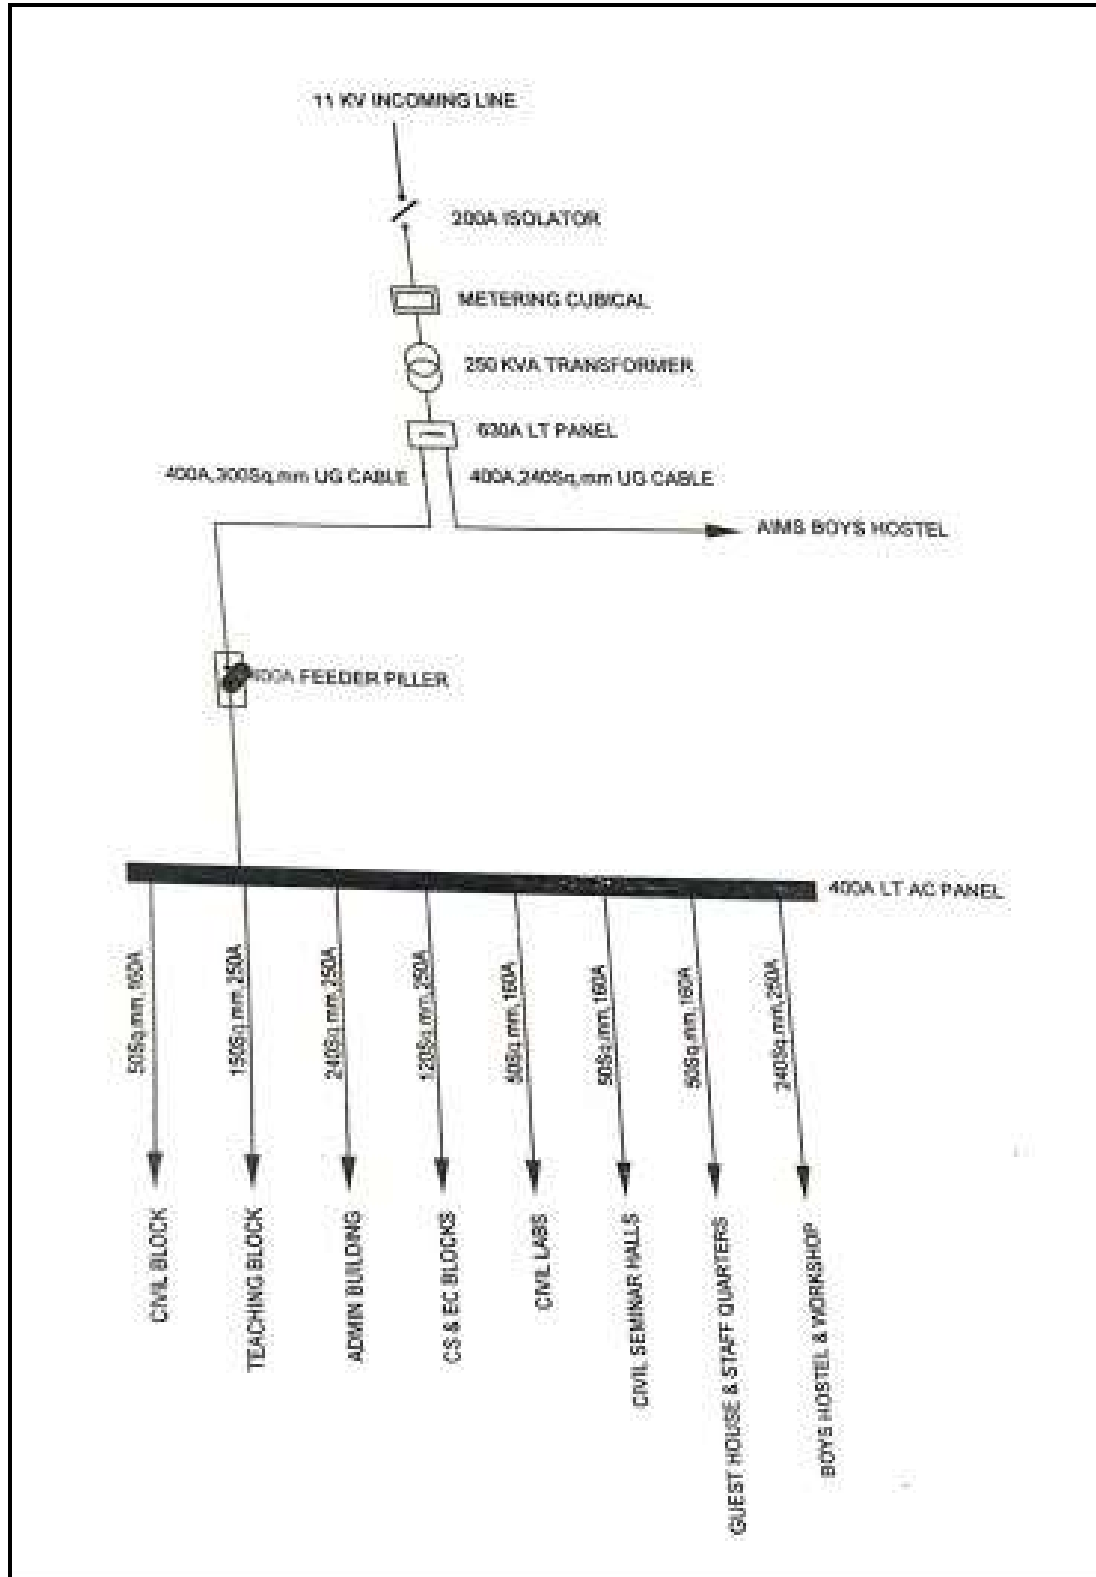 11 KV INCOMING LINE
200A ISOLATOR
METERING CUBICAL
250 KVA TRANSFORMER
630A LT PANEL
400A,300Sq.mm UG CABLE
400A,240Sq.mm UG CABLE
AIMS BOYS HOSTEL
400A FEEDER PILLER
400A LT AC PANEL
50Sq.mm,160A
150Sq.mm,250A
240Sq.mm,250A
120Sq.mm,250A
50Sq.mm,160A
50Sq.mm,160A
50Sq.mm,160A
240Sq.mm,250A
CIVIL BLOCK
TEACHING BLOCK
ADMIN BUILDING
CS & EC BLOCKS
CIVIL LABS
CIVIL SEMINAR HALLS
GUEST HOUSE & STAFF QUARTERS
BOYS HOSTEL & WORKSHOP